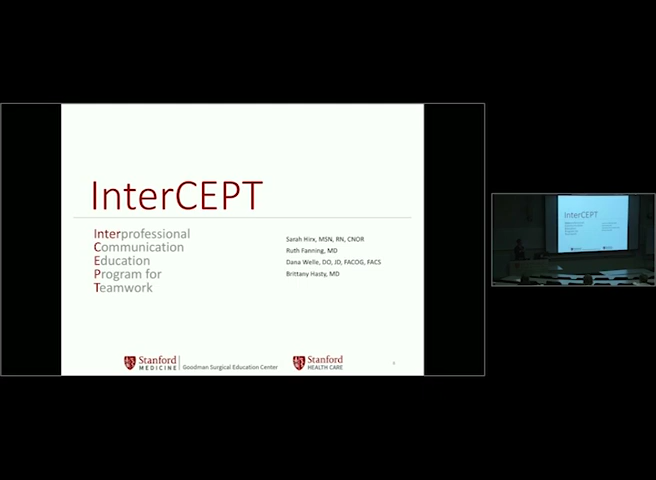 InterCEPT
Interprofessional
Communication
Education
Program for
Teamwork
Sarah Hirx, MSN, RN, CNOR
Ruth Fanning, MD
Dana Welle, DO, JD, FACOG, FACS
Brittany Hasty, MD
Stanford MEDICINE | Goodman Surgical Education Center
Stanford HEALTH CARE
InterCEPT